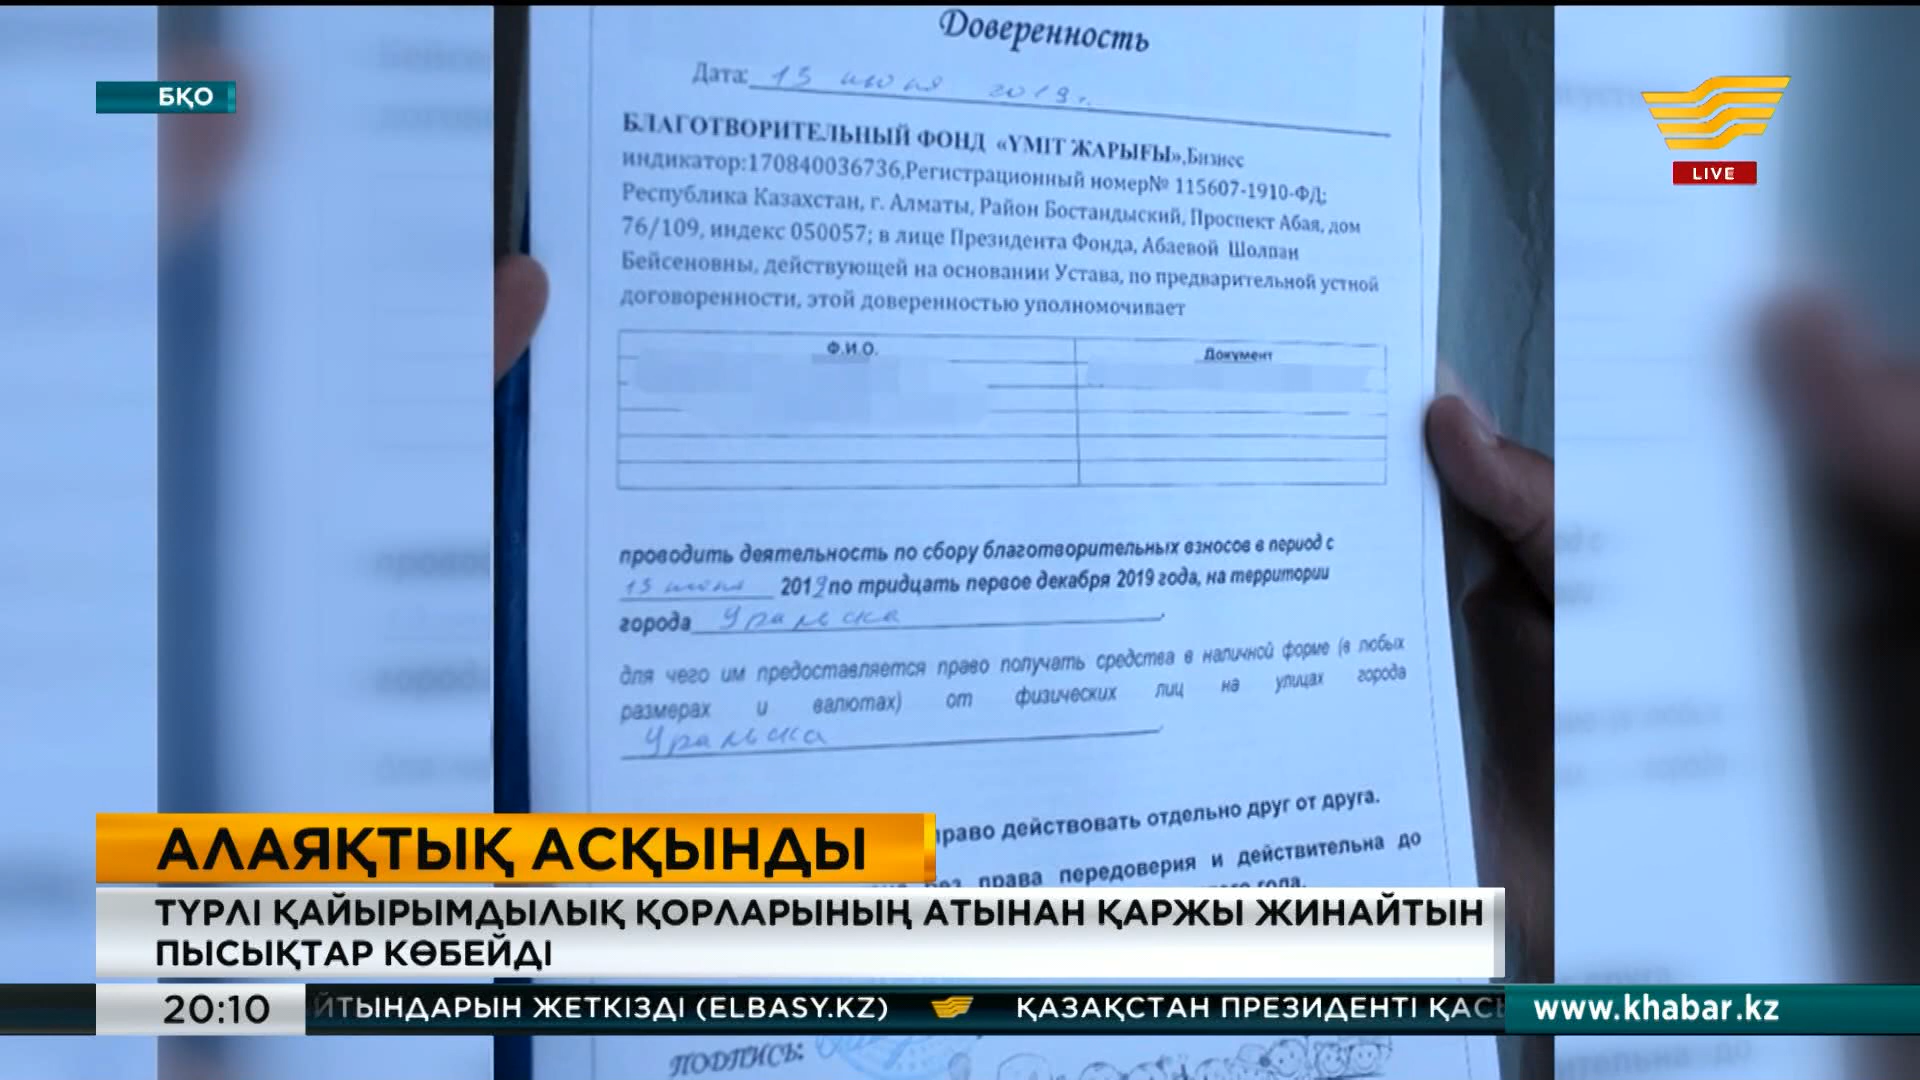 Доверенность
Дата: 13 июня 2019г.
БҚО
LIVE
БЛАГОТВОРИТЕЛЬНЫЙ ФОНД «ҮМІТ ЖАРЫҒЫ»,Бизнес
индикатор:170840036736,Регистрационный номер№ 115607-1910-ФД;
Республика Казахстан, г. Алматы, Район Бостандыский, Проспект Абая, дом
76/109, индекс 050057; в лице Президента Фонда, Абаевой Шолпан
Бейсеновны, действующей на основании Устава, по предварительной устной
договоренности, этой доверенностью уполномочивает
Ф.И.О. Документ
проводить деятельность по сбору благотворительных взносов в период с
13 июня 2019 по тридцать первое декабря 2019 года, на территории
города Уральска.
для чего им предоставляется право получать средства в наличной форме (в любых
размерах и валютах) от физических лиц на улицах города
Уральска.
право действовать отдельно друг от друга.
без права передоверия и действительна до
года.
АЛАЯҚТЫҚ АСҚЫНДЫ
ТҮРЛІ ҚАЙЫРЫМДЫЛЫҚ ҚОРЛАРЫНЫҢ АТЫНАН ҚАРЖЫ ЖИНАЙТЫН
ПЫСЫҚТАР КӨБЕЙДІ
20:10 ЙТЫНДАРЫН ЖЕТКІЗДІ (ELBASY.KZ) ҚАЗАҚСТАН ПРЕЗИДЕНТІ ҚАСЫ www.khabar.kz
ПОДПИСЬ: